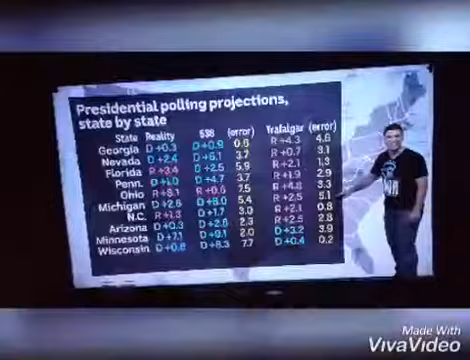 Presidential polling projections,
state by state
State Reality 538 (error) Trafalgar (error)
Georgia D +0.3 D +0.9 0.6 R +4.3 4.6
Nevada D +2.4 D +6.1 3.7 R +0.7 3.1
Florida R +3.4 D +2.5 5.9 R +2.1 1.3
Penn. D +1.0 D +4.7 3.7 R +1.9 2.9
Ohio R +8.1 R +0.6 7.5 R +4.8 3.3
Michigan D +2.6 D +8.0 5.4 R +2.5 5.1
N.C. R +1.3 D +1.7 3.0 R +2.1 0.8
Arizona D +0.3 D +2.6 2.3 R +2.5 2.8
Minnesota D +7.1 D +9.1 2.0 D +3.2 3.9
Wisconsin D +0.6 D +8.3 7.7 D +0.4 0.2
Made With
VivaVideo